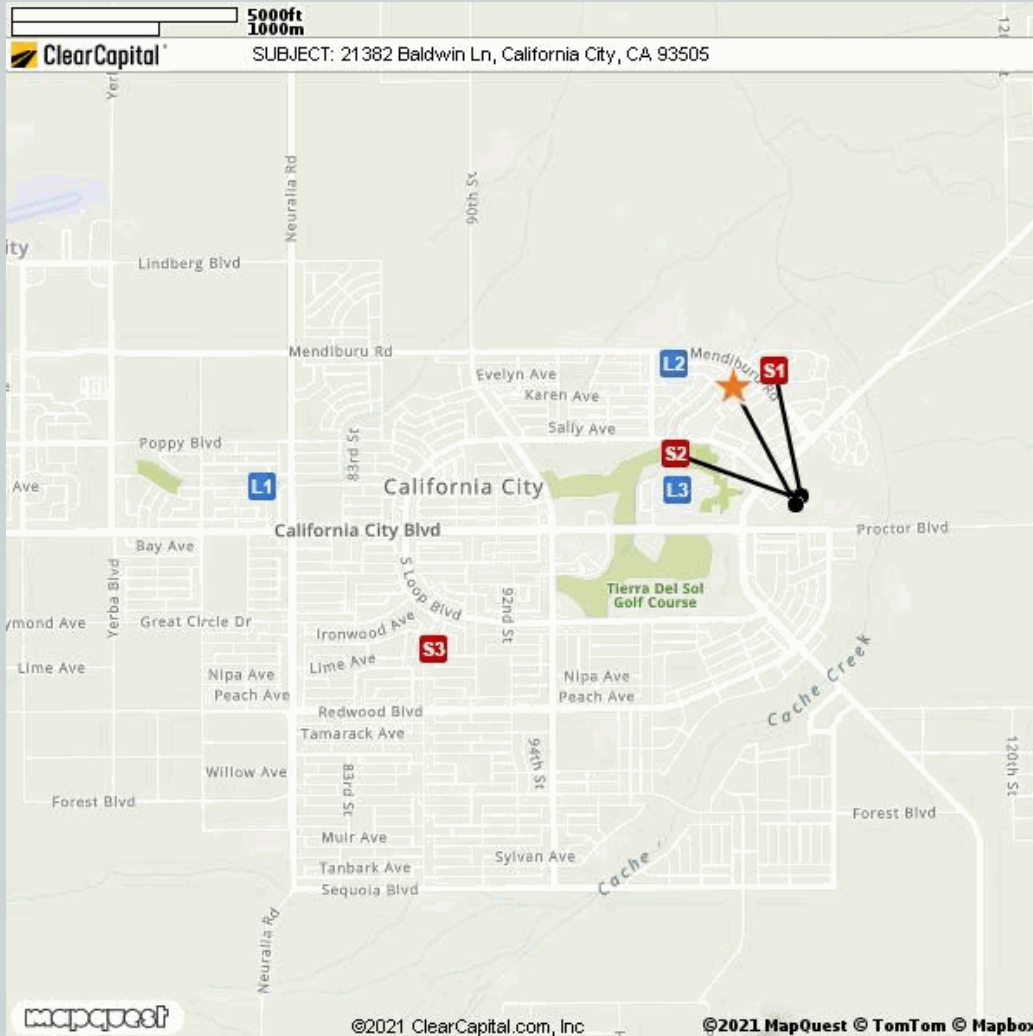 5000ft
1000m
ClearCapital
SUBJECT: 21382 Baldwin Ln, California City, CA 93505
Neuralia Rd
90th St
ity
Lindberg Blvd
Mendiburu Rd
L2
Mendiburu Rd
S1
Evelyn Ave
Karen Ave
Sally Ave
Poppy Blvd
83rd St
S2
Ave
L1
California City
L3
California City Blvd
Proctor Blvd
Bay Ave
Yerba Blvd
S Loop Blvd
92nd St
Tierra Del Sol
Golf Course
ymond Ave
Great Circle Dr
Ironwood Ave
S3
Lime Ave
Lime Ave
Nipa Ave
Peach Ave
Nipa Ave
Peach Ave
Cache Creek
Redwood Blvd
Tamarack Ave
94th St
120th St
Willow Ave
83rd St
Forest Blvd
Forest Blvd
Muir Ave
Sylvan Ave
Tanbark Ave
Cache
Sequoia Blvd
Neuralia Rd
mapquest
©2021 ClearCapital.com, Inc
©2021 MapQuest © TomTom © Mapbox